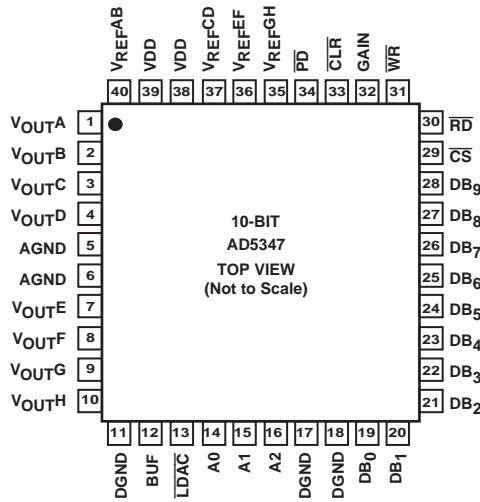 VREFAB
VDD
VDD
VREFCD
VREFEF
VREFGH
PD
CLR
GAIN
WR
40 39 38 37 36 35 34 33 32 31
VOUTA 1
VOUTB 2
VOUTC 3
VOUTD 4
AGND 5
AGND 6
VOUTE 7
VOUTF 8
VOUTG 9
VOUTH 10
10-BIT
AD5347
TOP VIEW
(Not to Scale)
30 RD
29 CS
28 DB9
27 DB8
26 DB7
25 DB6
24 DB5
23 DB4
22 DB3
21 DB2
11 12 13 14 15 16 17 18 19 20
DGND
BUF
LDAC
A0
A1
A2
DGND
DGND
DB0
DB1